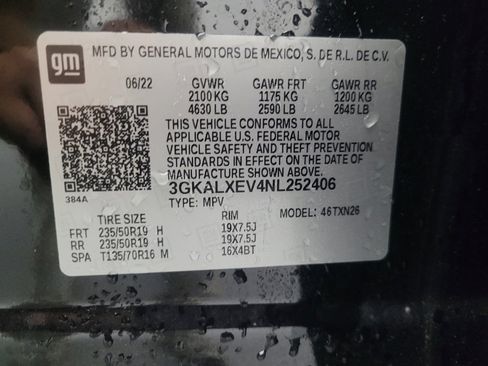 gm
MFD BY GENERAL MOTORS DE MEXICO, S. DE R.L. DE C.V.
06/22 GVWR GAWR FRT GAWR RR
2100 KG 1175 KG 1200 KG
4630 LB 2590 LB 2645 LB
THIS VEHICLE CONFORMS TO ALL
APPLICABLE U.S. FEDERAL MOTOR
VEHICLE SAFETY AND THEFT PREVENTION
STANDARDS IN EFFECT ON THE DATE OF
MANUFACTURE SHOWN ABOVE.
384A
3GKALXEV4NL252406
TYPE: MPV MODEL: 46TXN26
TIRE SIZE RIM
FRT 235/50R19 H 19X7.5J
RR 235/50R19 H 19X7.5J
SPA T135/70R16 M 16X4BT